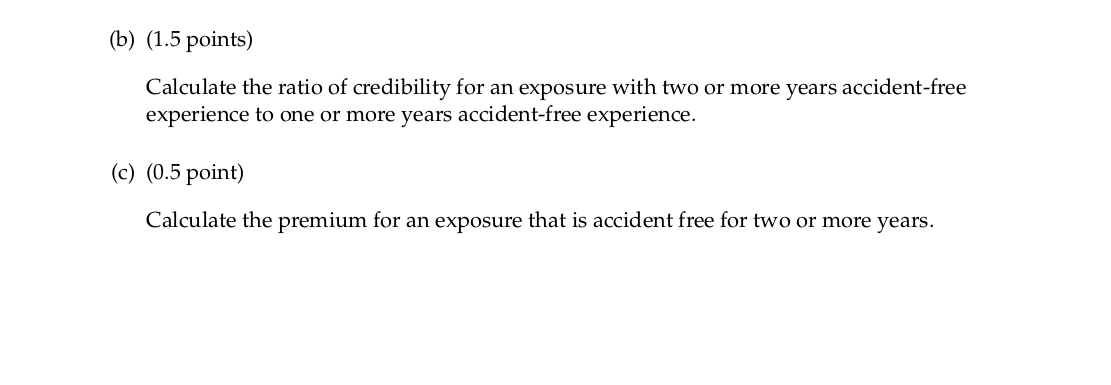 (b) (1.5 points)
Calculate the ratio of credibility for an exposure with two or more years accident-free
experience to one or more years accident-free experience.
(c) (0.5 point)
Calculate the premium for an exposure that is accident free for two or more years.